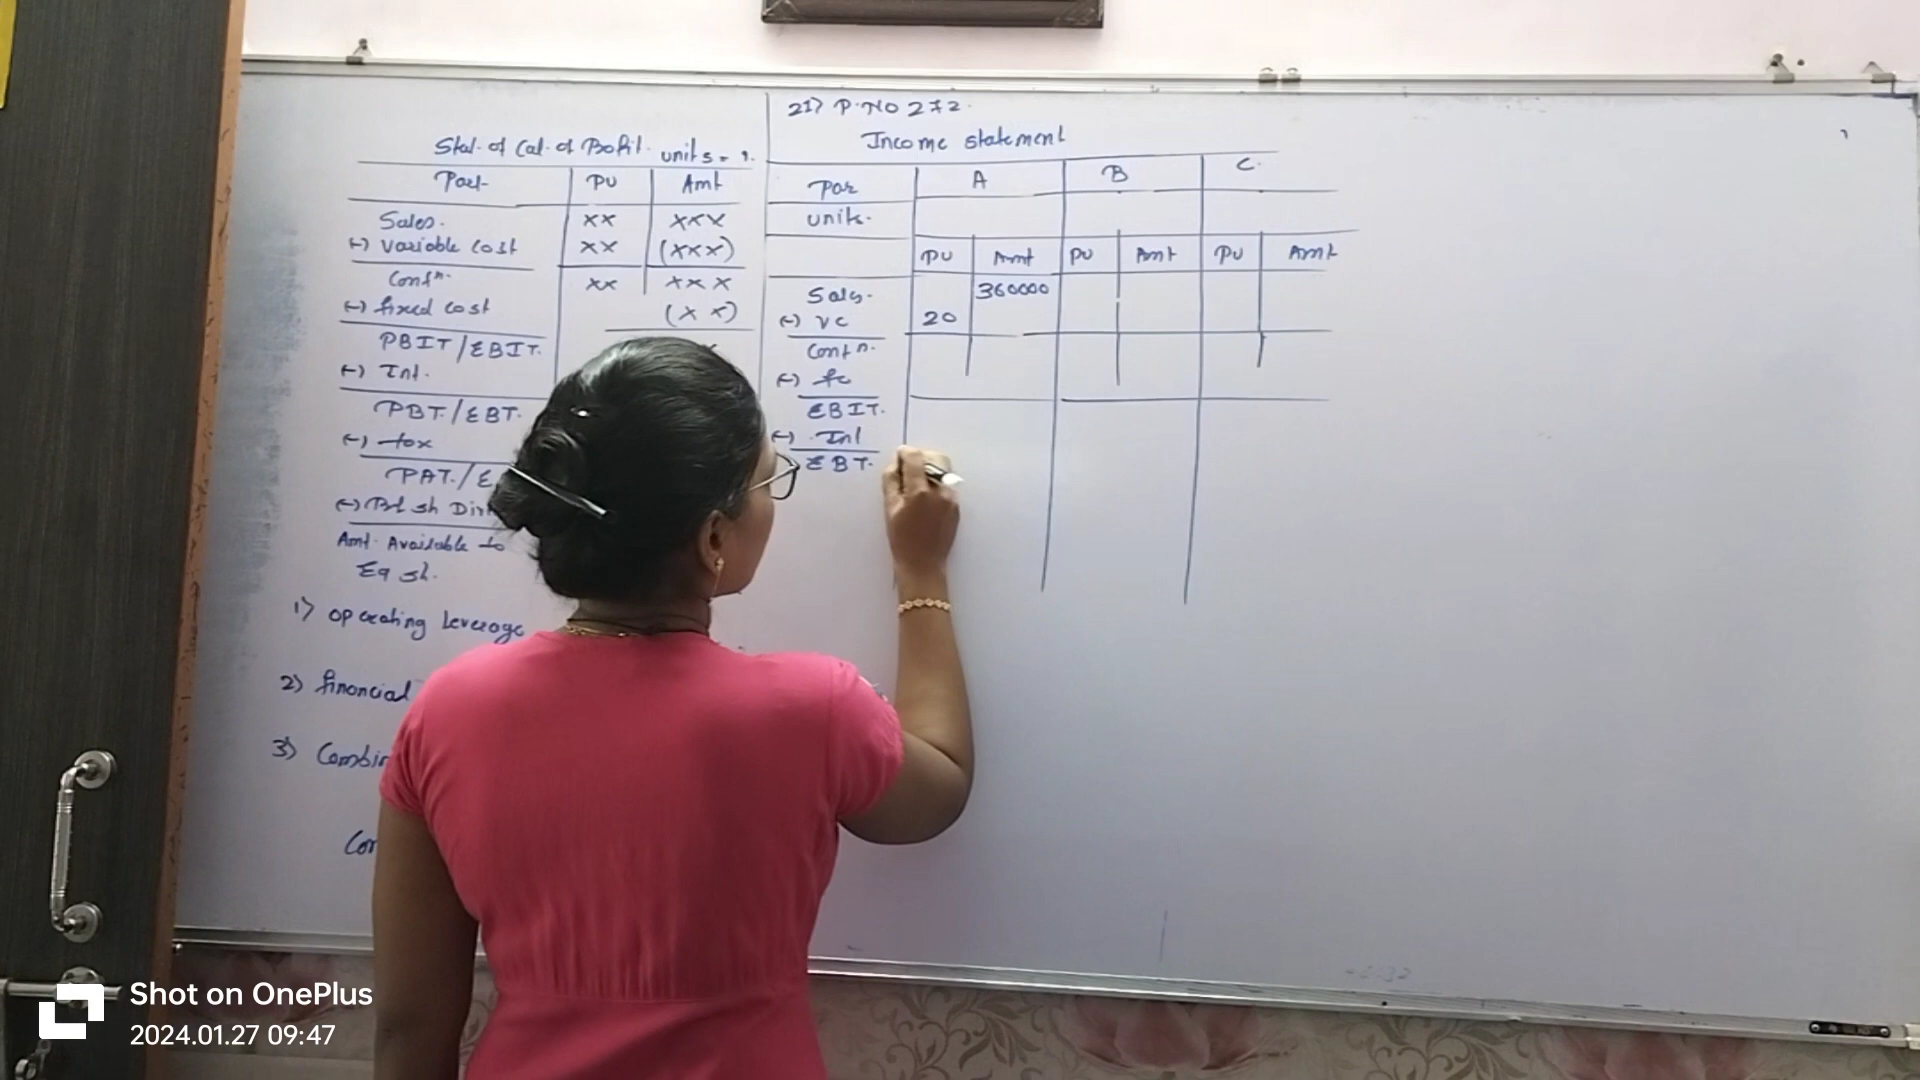 Stat. of Cal. of Profit. units = 1.
Part- PU Amt
Sales. xx xxx
(-) Variable cost xx (xxx)
Contn. xx xxx
(-) fixed cost (xx)
PBIT/EBIT.
(-) Int.
PBT/EBT.
(-) tax
PAT/E
(-) Prf sh Div
Amt Available to
Eq sh.
1) operating leverage
2) financial
3) Combin
21) P.NO 272.
Income statement
Par A B C.
units.
PU Amt PU Amt PU Amt
Sales. 360000
(-) VC 20
Contn.
(-) fc
EBIT.
(-) Int
EBT.
Shot on OnePlus
2024.01.27 09:47